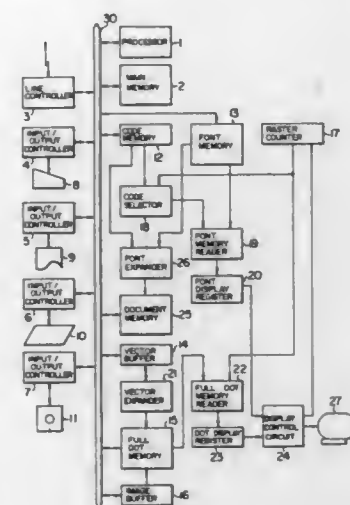 30
PROCESSOR
1
MAIN
MEMORY
2
LINE
CONTROLLER
3
INPUT/
OUTPUT
CONTROLLER
4
8
INPUT/
OUTPUT
CONTROLLER
5
9
INPUT/
OUTPUT
CONTROLLER
6
10
INPUT/
OUTPUT
CONTROLLER
7
11
CODE
MEMORY
12
13
FONT
MEMORY
RASTER
COUNTER
17
CODE
SELECTOR
18
FONT
MEMORY
READER
19
FONT
EXPANDER
26
FONT
DISPLAY
REGISTER
20
DOCUMENT
MEMORY
25
VECTOR
BUFFER
14
21
VECTOR
EXPANDER
15
FULL
DOT
MEMORY
22
FULL DOT
MEMORY
READER
DOT DISPLAY
REGISTER
23
DISPLAY
CONTROL
CIRCUIT
24
27
IMAGE
BUFFER
16